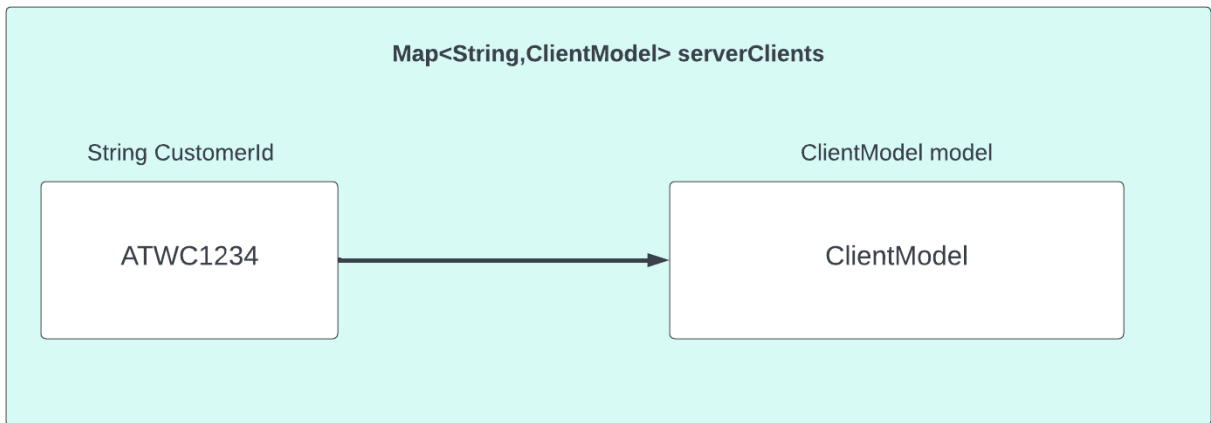 Map<String,ClientModel> serverClients
String CustomerId
ClientModel model
ATWC1234
ClientModel